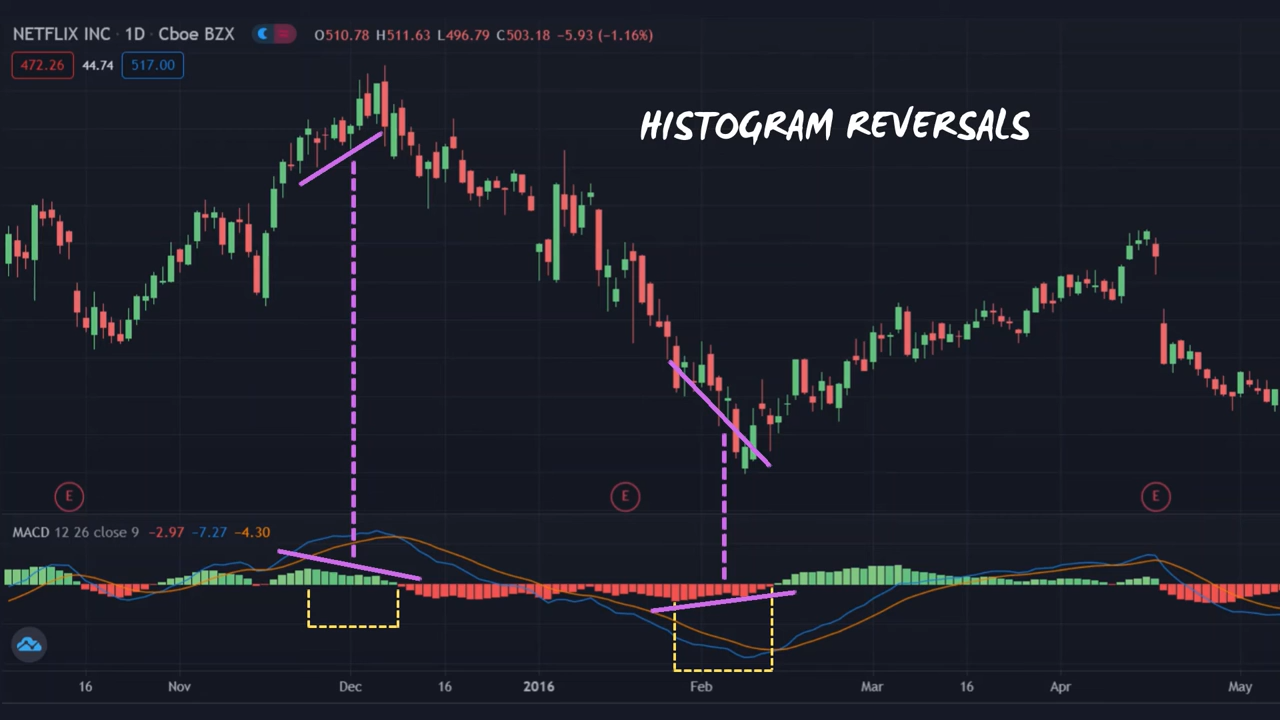 NETFLIX INC · 1D · Cboe BZX O510.78 H511.63 L496.79 C503.18 -5.93 (-1.16%)
472.26 44.74 517.00
HISTOGRAM REVERSALS
E E E
MACD 12 26 close 9 -2.97 -7.27 -4.30
16 Nov Dec 16 2016 Feb Mar 16 Apr May